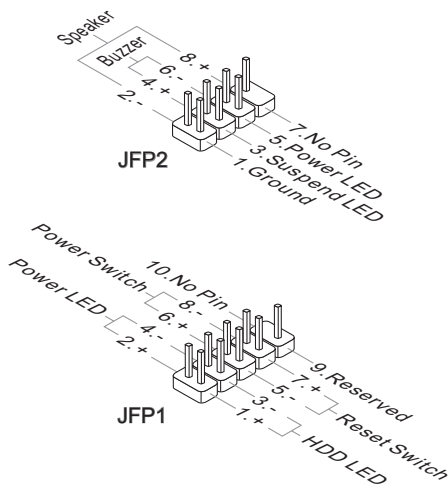 Speaker
Buzzer
8.+
6.-
4.+
2.-
7.No Pin
5.Power LED
3.Suspend LED
1.Ground
JFP2
Power Switch
Power LED
10.No Pin
8.-
6.+
4.-
2.+
9.Reserved
7.+
5.-
Reset Switch
3.-
1.+
HDD LED
JFP1